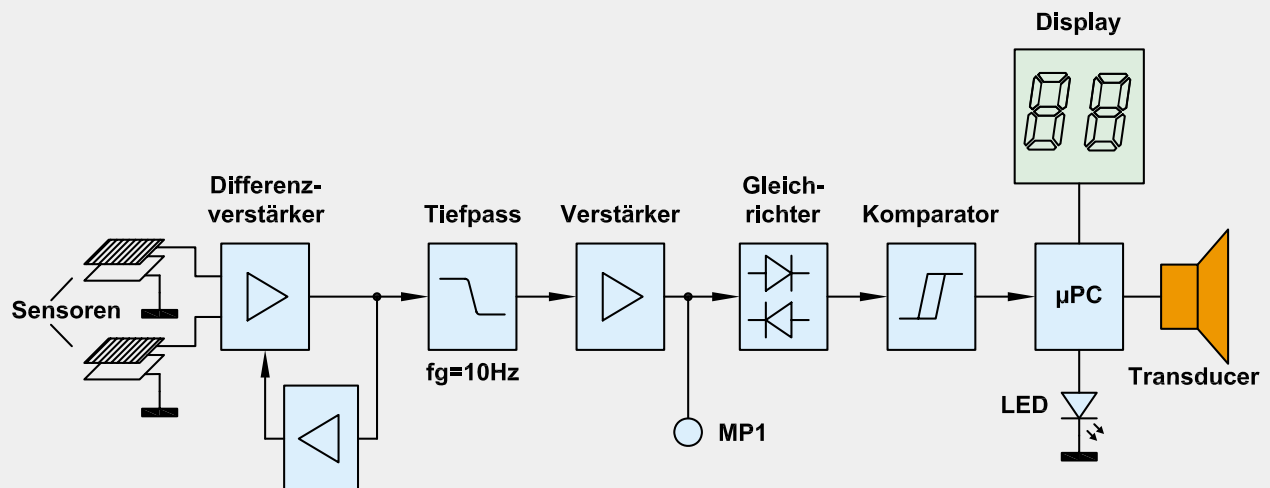 Display
Differenz-
verstärker
Tiefpass
Verstärker
Gleich-
richter
Komparator
Sensoren
µPC
fg=10Hz
MP1
LED
Transducer